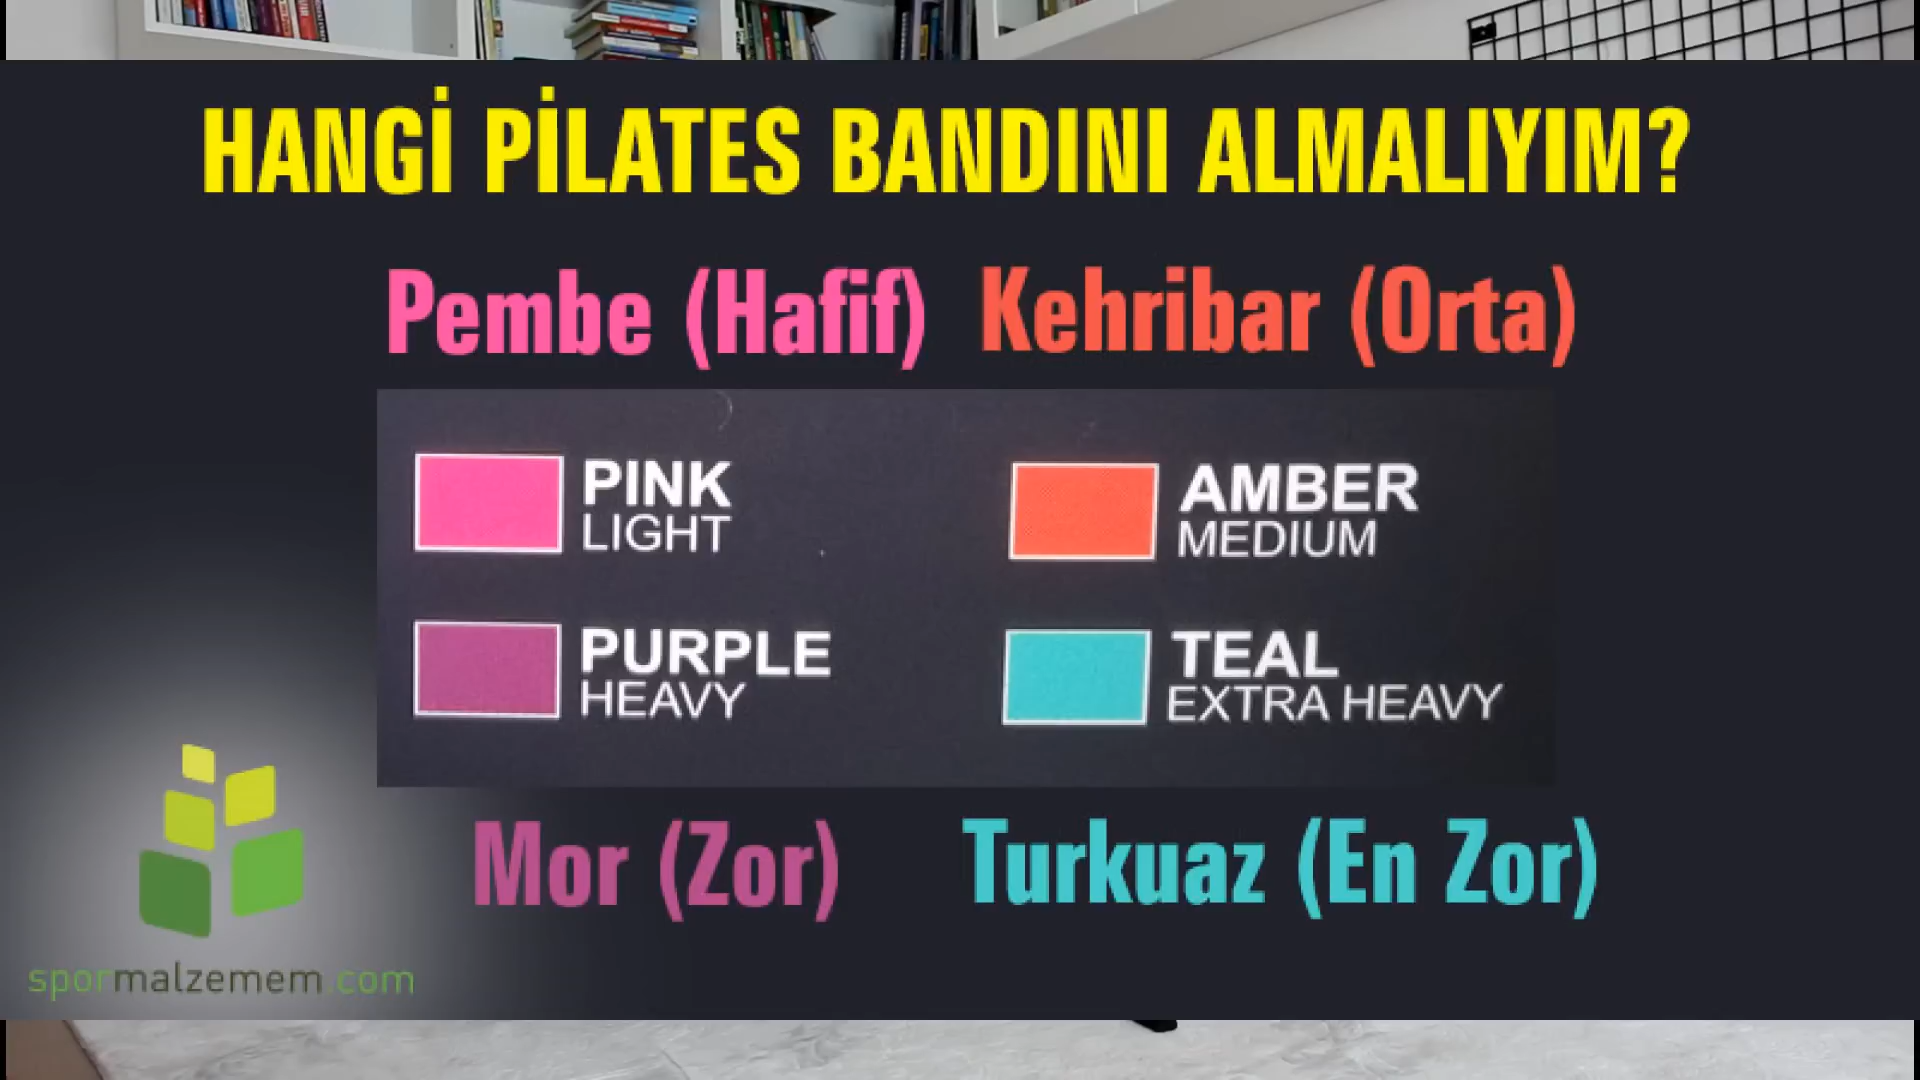 HANGİ PİLATES BANDINI ALMALIYIM?
Pembe (Hafif) Kehribar (Orta)
PINK
LIGHT
AMBER
MEDIUM
PURPLE
HEAVY
TEAL
EXTRA HEAVY
Mor (Zor) Turkuaz (En Zor)
spormalzemem.com